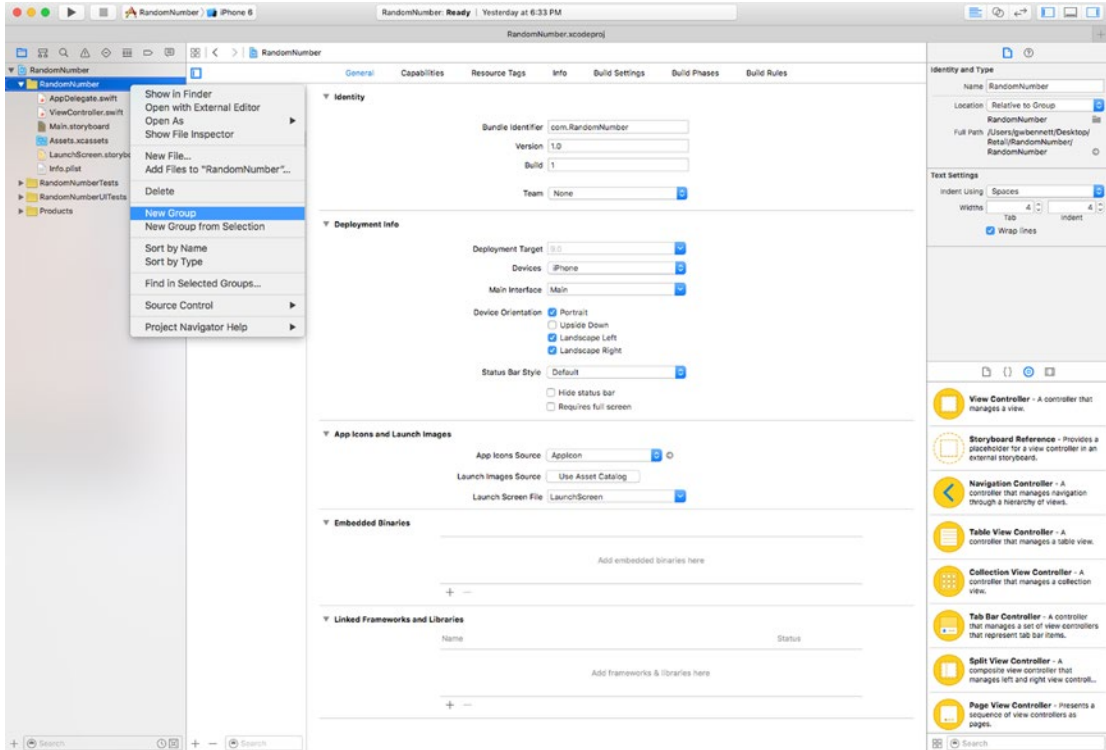 RandomNumber
iPhone 6
RandomNumber: Ready | Yesterday at 6:33 PM
RandomNumber.xcodeproj
RandomNumber
RandomNumber
AppDelegate.swift
ViewController.swift
Main.storyboard
Assets.xcassets
LaunchScreen.storybo
Info.plist
RandomNumberTests
RandomNumberUITests
Products
Search
Show in Finder
Open with External Editor
Open As
Show File Inspector
New File...
Add Files to "RandomNumber"...
Delete
New Group
New Group from Selection
Sort by Name
Sort by Type
Find in Selected Groups...
Source Control
Project Navigator Help
RandomNumber
General Capabilities Resource Tags Info Build Settings Build Phases Build Rules
Identity
Bundle Identifier com.RandomNumber
Version 1.0
Build 1
Team None
Deployment Info
Deployment Target 9.0
Devices iPhone
Main Interface Main
Device Orientation Portrait
Upside Down
Landscape Left
Landscape Right
Status Bar Style Default
Hide status bar
Requires full screen
App Icons and Launch Images
App Icons Source AppIcon
Launch Images Source Use Asset Catalog
Launch Screen File LaunchScreen
Embedded Binaries
Add embedded binaries here
Linked Frameworks and Libraries
Name Status
Add frameworks & libraries here
Search
Identity and Type
Name RandomNumber
Location Relative to Group
RandomNumber
Full Path /Users/gwbennett/Desktop/
Retail/RandomNumber/
RandomNumber
Text Settings
Indent Using Spaces
Widths 4 4
Tab Indent
Wrap lines
View Controller - A controller that
manages a view.
Storyboard Reference - Provides a
placeholder for a view controller in an
external storyboard.
Navigation Controller - A
controller that manages navigation
through a hierarchy of views.
Table View Controller - A
controller that manages a table view.
Collection View Controller - A
controller that manages a collection
view.
Tab Bar Controller - A controller
that manages a set of view controllers
that represent tab bar items.
Split View Controller - A
composite view controller that
manages left and right view controll...
Page View Controller - Presents a
sequence of view controllers as
pages.
Search